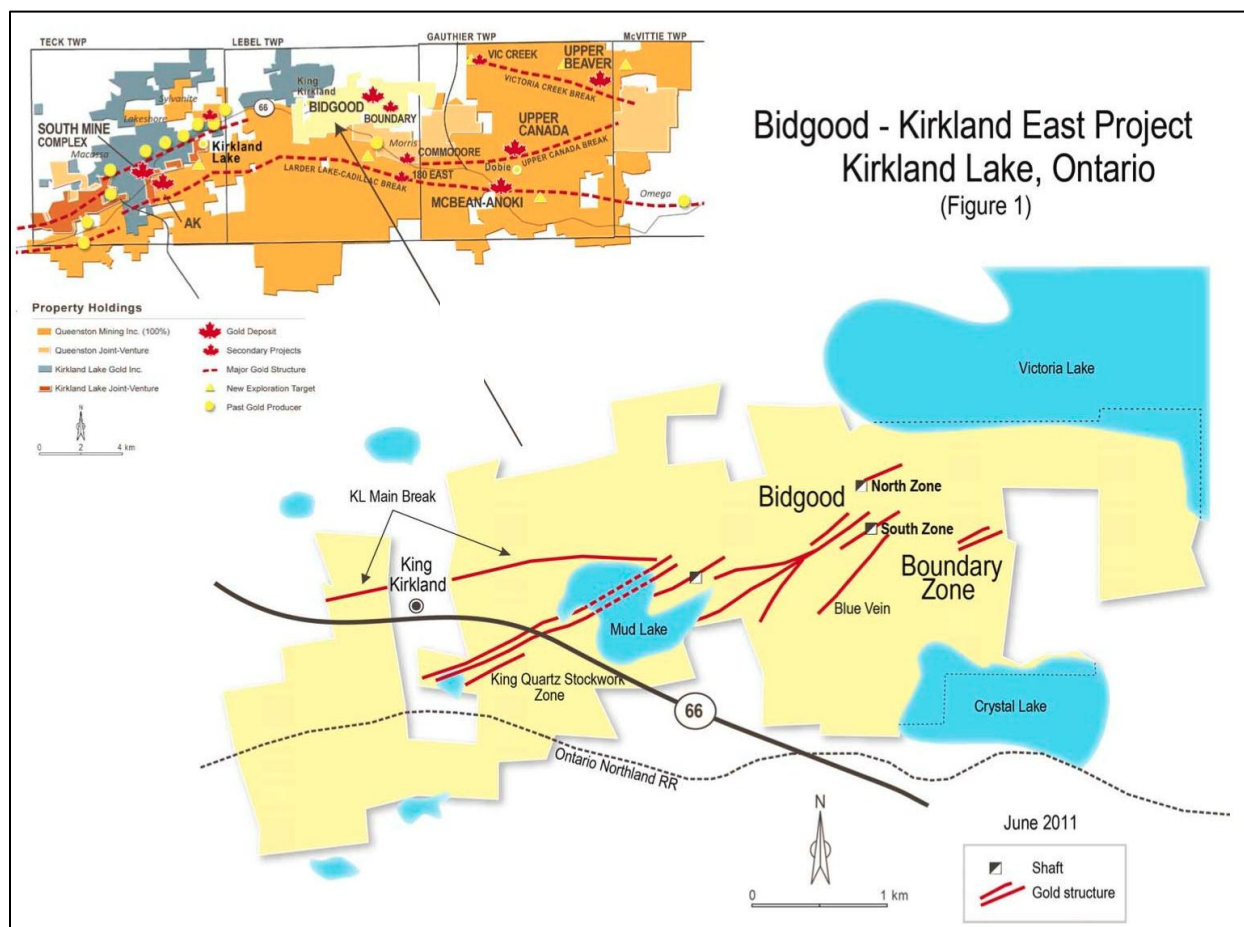 TECK TWP
LEBEL TWP
GAUTHIER TWP
McVITTIE TWP
VIC CREEK
UPPER
BEAVER
VICTORIA CREEK BREAK
King
Kirkland
Sylvanite
66
BIDGOOD
BOUNDARY
Lakeshore
SOUTH MINE
COMPLEX
Macassa
Kirkland
Lake
Morris
UPPER
CANADA
COMMODORE
UPPER CANADA BREAK
Dobie
LARDER LAKE-CADILLAC BREAK
180 EAST
MCBEAN-ANOKI
Omega
AK
Bidgood - Kirkland East Project
Kirkland Lake, Ontario
(Figure 1)
Property Holdings
Queenston Mining Inc. (100%)
Queenston Joint-Venture
Kirkland Lake Gold Inc.
Kirkland Lake Joint-Venture
Gold Deposit
Secondary Projects
Major Gold Structure
New Exploration Target
Past Gold Producer
N
0 2 4 km
Victoria Lake
KL Main Break
Bidgood
North Zone
South Zone
King
Kirkland
Boundary
Zone
Blue Vein
Mud Lake
King Quartz Stockwork
Zone
Crystal Lake
66
Ontario Northland RR
N
0 1 km
June 2011
Shaft
Gold structure